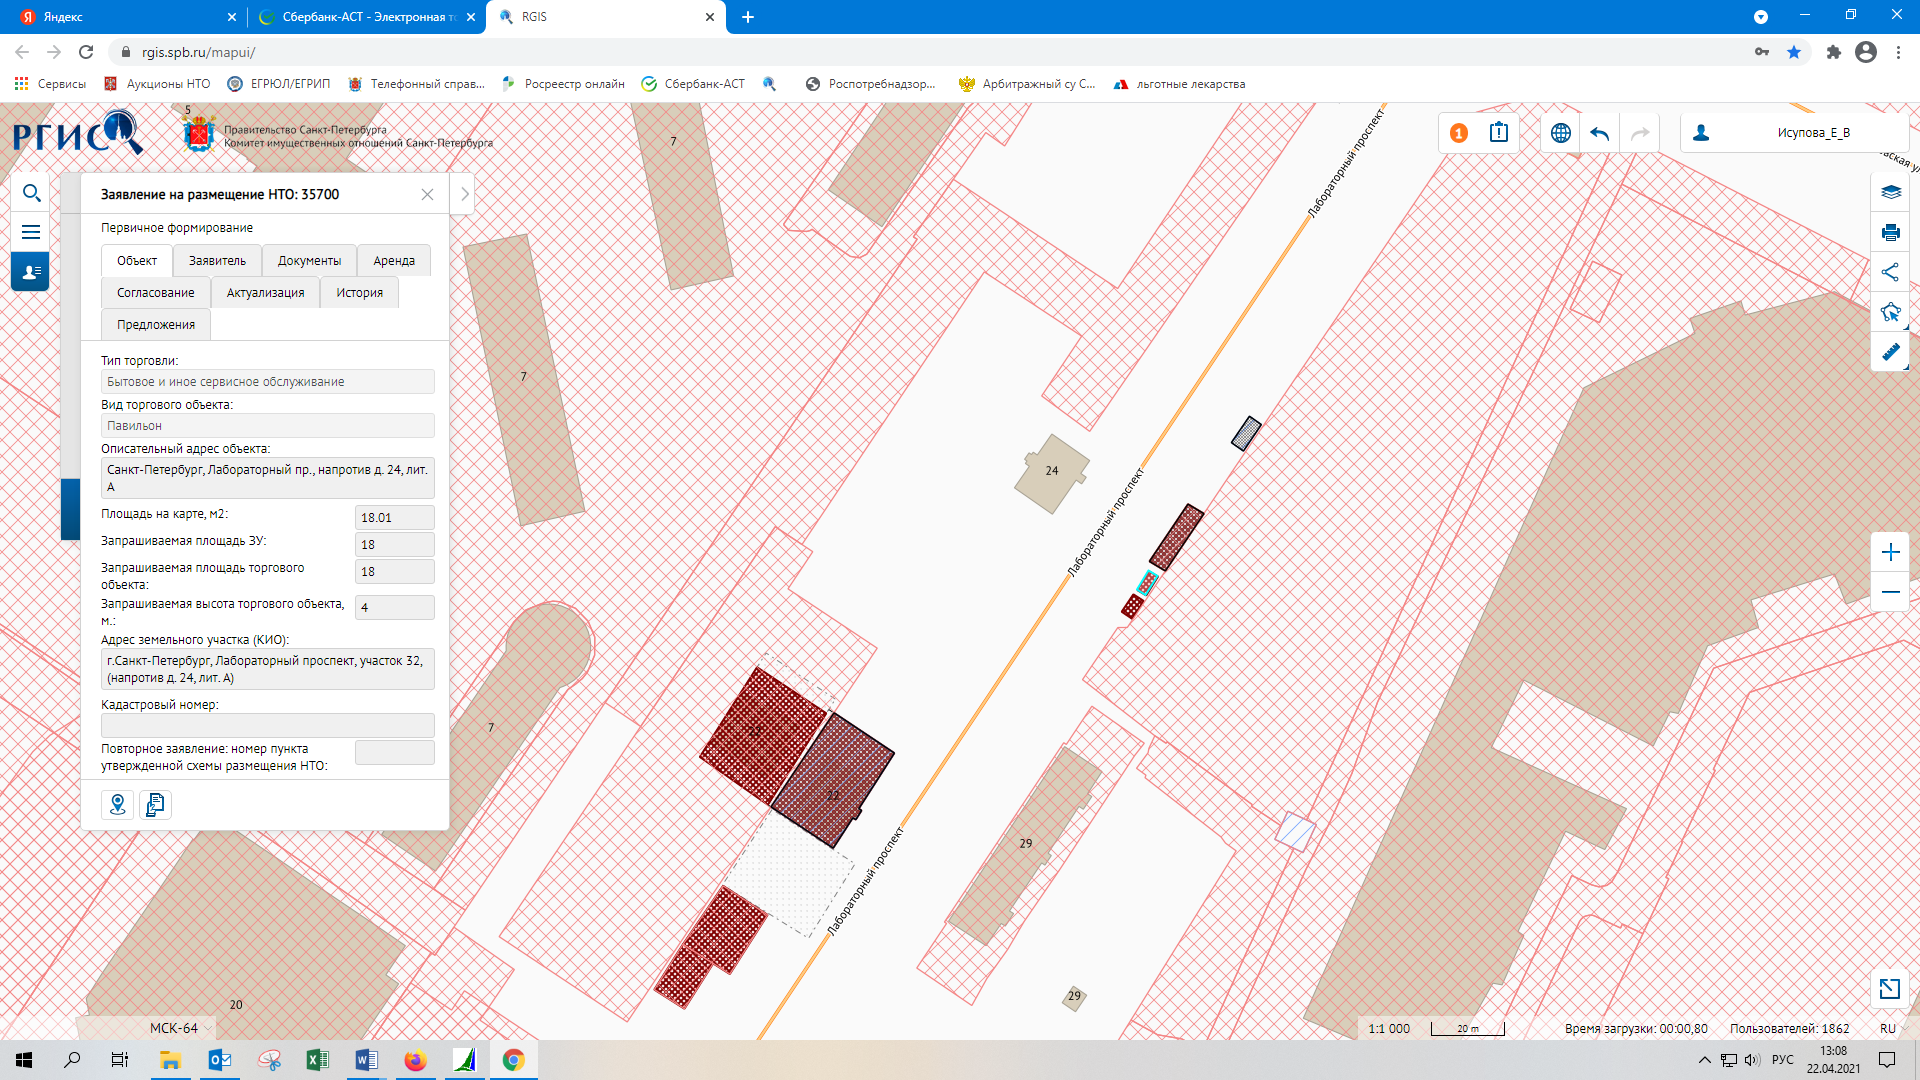 Яндекс
Сбербанк-АСТ - Электронная то
RGIS
rgis.spb.ru/mapui/
Сервисы
Аукционы НТО
ЕГРЮЛ/ЕГРИП
Телефонный справ...
Росреестр онлайн
Сбербанк-АСТ
Роспотребнадзор...
Арбитражный су С...
льготные лекарства
РГИС
Правительство Санкт-Петербурга
Комитет имущественных отношений Санкт-Петербурга
1
Исупова_Е_В
Заявление на размещение НТО: 35700
Первичное формирование
Объект
Заявитель
Документы
Аренда
Согласование
Актуализация
История
Предложения
Тип торговли:
Бытовое и иное сервисное обслуживание
Вид торгового объекта:
Павильон
Описательный адрес объекта:
Санкт-Петербург, Лабораторный пр., напротив д. 24, лит.
А
Площадь на карте, м2:
18.01
Запрашиваемая площадь ЗУ:
18
Запрашиваемая площадь торгового
объекта:
18
Запрашиваемая высота торгового объекта,
м.:
4
Адрес земельного участка (КИО):
г.Санкт-Петербург, Лабораторный проспект, участок 32,
(напротив д. 24, лит. А)
Кадастровый номер:
Повторное заявление: номер пункта
утвержденной схемы размещения НТО:
5
7
7
7
24
Лабораторный проспект
Лабораторный проспект
Лабораторный проспект
22
29
29
20
МСК-64
1:1 000
20 m
Время загрузки: 00:00,80
Пользователей: 1862
RU
РУС
13:08
22.04.2021